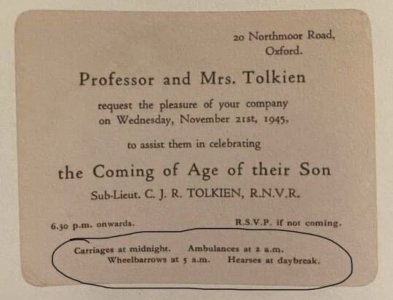 20 Northmoor Road,
Oxford.
Professor and Mrs. Tolkien
request the pleasure of your company
on Wednesday, November 21st, 1945,
to assist them in celebrating
the Coming of Age of their Son
Sub-Lieut. C. J. R. TOLKIEN, R.N.V.R.
6.30 p.m. onwards. R.S.V.P. if not coming.
Carriages at midnight. Ambulances at 2 a.m.
Wheelbarrows at 5 a.m. Hearses at daybreak.